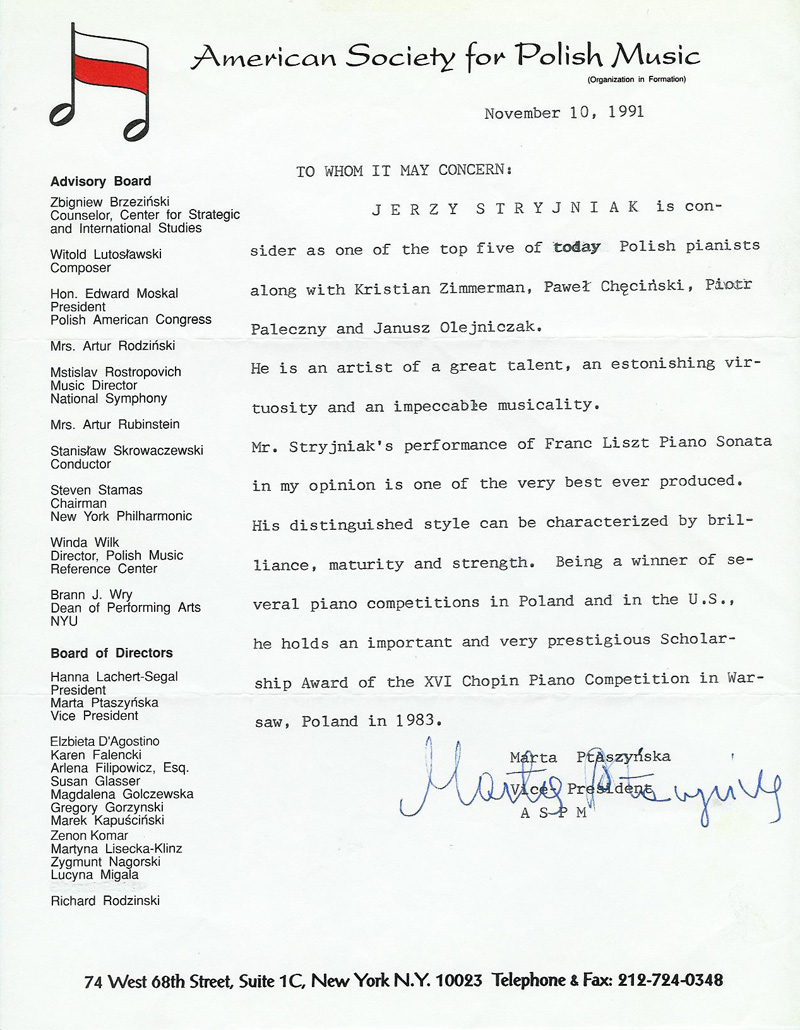 American Society for Polish Music
(Organization in Formation)
November 10, 1991
TO WHOM IT MAY CONCERN:
J E R Z Y  S T R Y J N I A K is con-
sider as one of the top five of today Polish pianists
along with Kristian Zimmerman, Paweł Chęciński, Piotr
Paleczny and Janusz Olejniczak.
He is an artist of a great talent, an estonishing vir-
tuosity and an impeccable musicality.
Mr. Stryjniak's performance of Franc Liszt Piano Sonata
in my opinion is one of the very best ever produced.
His distinguished style can be characterized by bril-
liance, maturity and strength. Being a winner of se-
veral piano competitions in Poland and in the U.S.,
he holds an important and very prestigious Scholar-
ship Award of the XVI Chopin Piano Competition in War-
saw, Poland in 1983.
Marta Ptaszyńska
Vice President
A S P M
Marta Ptaszyńska
Advisory Board
Zbigniew Brzeziński
Counselor, Center for Strategic
and International Studies
Witold Lutosławski
Composer
Hon. Edward Moskal
President
Polish American Congress
Mrs. Artur Rodziński
Mstislav Rostropovich
Music Director
National Symphony
Mrs. Artur Rubinstein
Stanisław Skrowaczewski
Conductor
Steven Stamas
Chairman
New York Philharmonic
Winda Wilk
Director, Polish Music
Reference Center
Brann J. Wry
Dean of Performing Arts
NYU
Board of Directors
Hanna Lachert-Segal
President
Marta Ptaszyńska
Vice President
Elzbieta D'Agostino
Karen Falencki
Arlena Filipowicz, Esq.
Susan Glasser
Magdalena Golczewska
Gregory Gorzynski
Marek Kapuściński
Zenon Komar
Martyna Lisecka-Klinz
Zygmunt Nagorski
Lucyna Migala
Richard Rodzinski
74 West 68th Street, Suite 1C, New York N.Y. 10023 Telephone & Fax: 212-724-0348